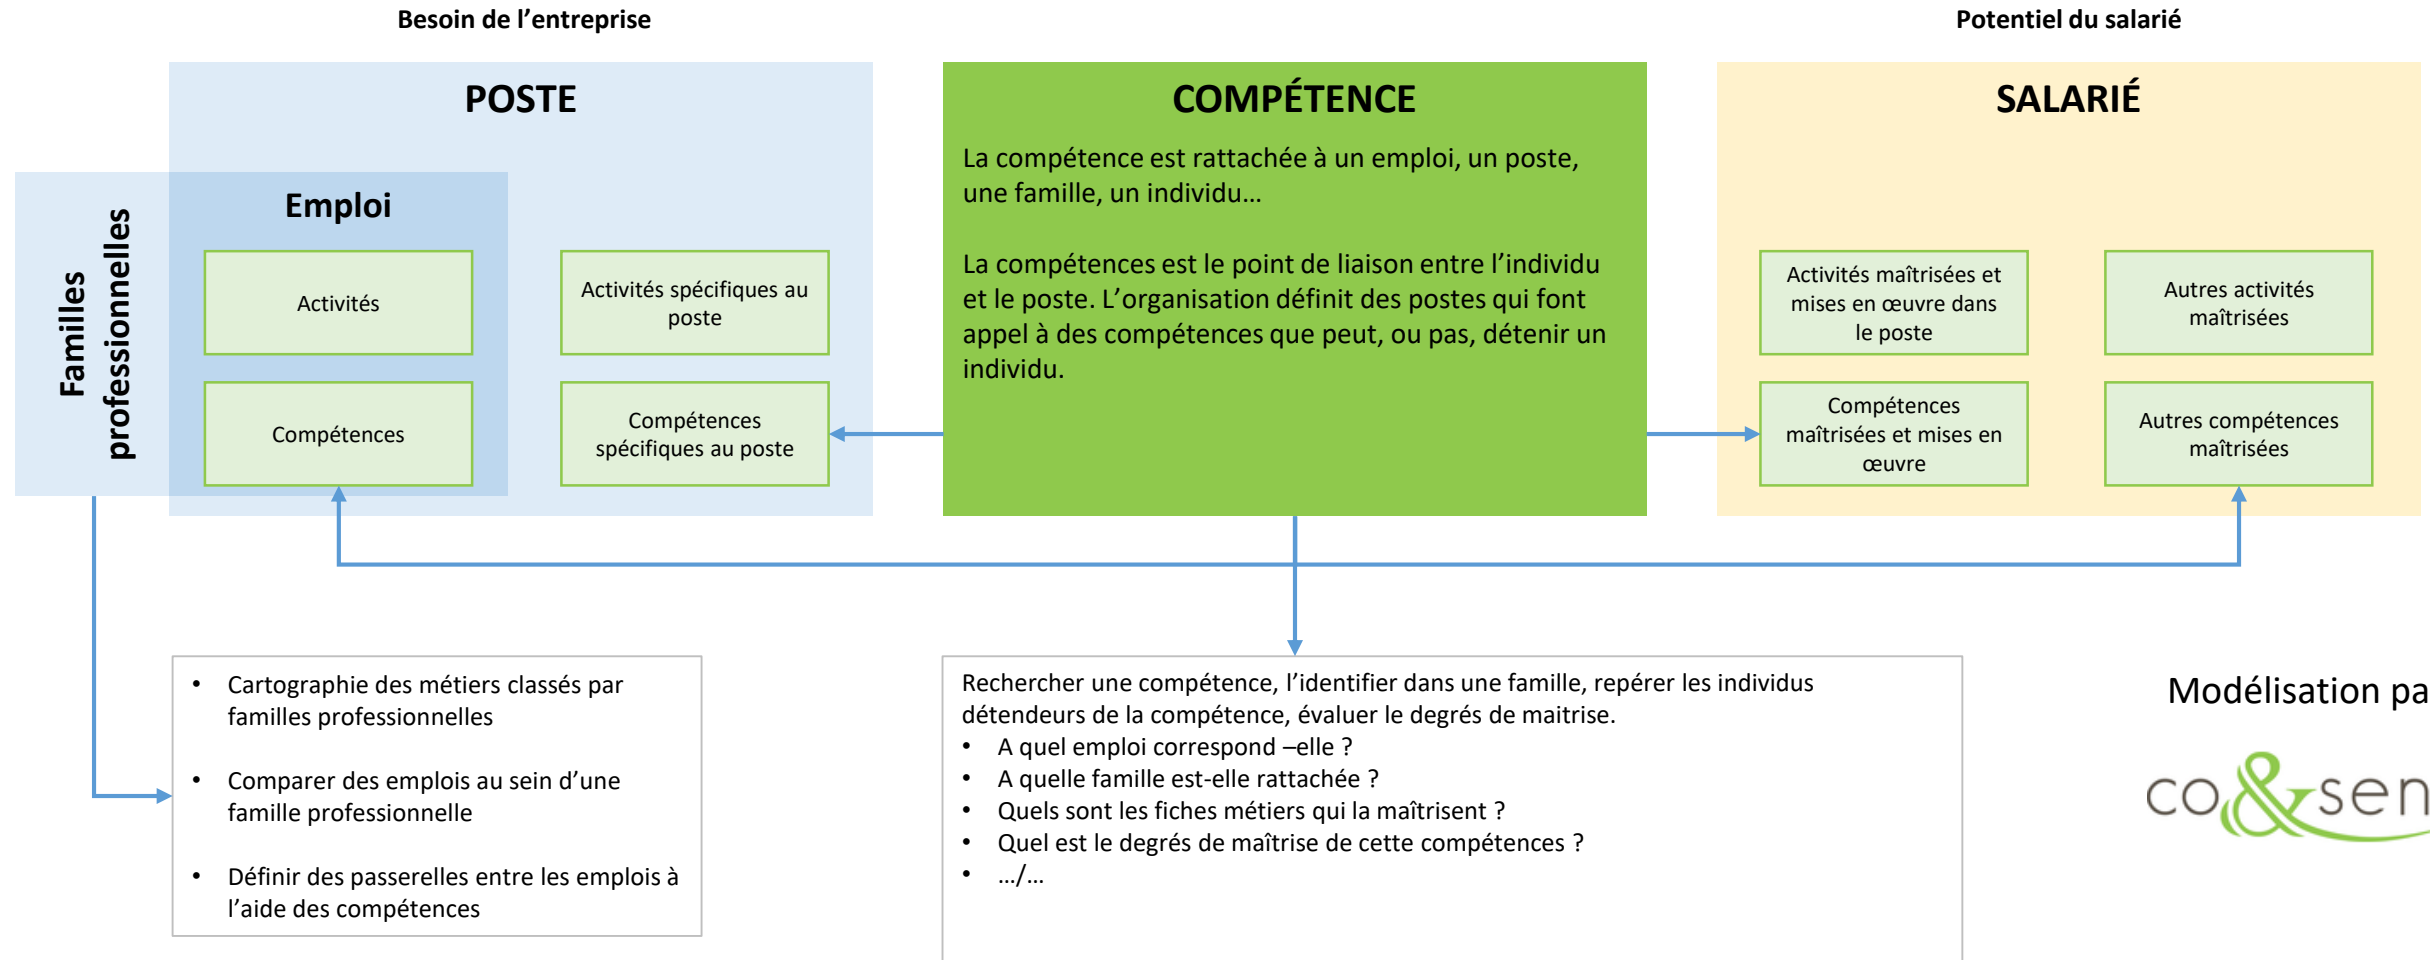 Besoin de l’entreprise
Potentiel du salarié
POSTE
Familles
professionnelles
Emploi
Activités
Compétences
Activités spécifiques au
poste
Compétences
spécifiques au poste
COMPÉTENCE
La compétence est rattachée à un emploi, un poste,
une famille, un individu…
La compétences est le point de liaison entre l’individu
et le poste. L’organisation définit des postes qui font
appel à des compétences que peut, ou pas, détenir un
individu.
SALARIÉ
Activités maîtrisées et
mises en œuvre dans
le poste
Autres activités
maîtrisées
Compétences
maîtrisées et mises en
œuvre
Autres compétences
maîtrisées
• Cartographie des métiers classés par
familles professionnelles
• Comparer des emplois au sein d’une
famille professionnelle
• Définir des passerelles entre les emplois à
l’aide des compétences
Rechercher une compétence, l’identifier dans une famille, repérer les individus
détendeurs de la compétence, évaluer le degrés de maitrise.
• A quel emploi correspond –elle ?
• A quelle famille est-elle rattachée ?
• Quels sont les fiches métiers qui la maîtrisent ?
• Quel est le degrés de maîtrise de cette compétences ?
• …/…
Modélisation pa
co&sen